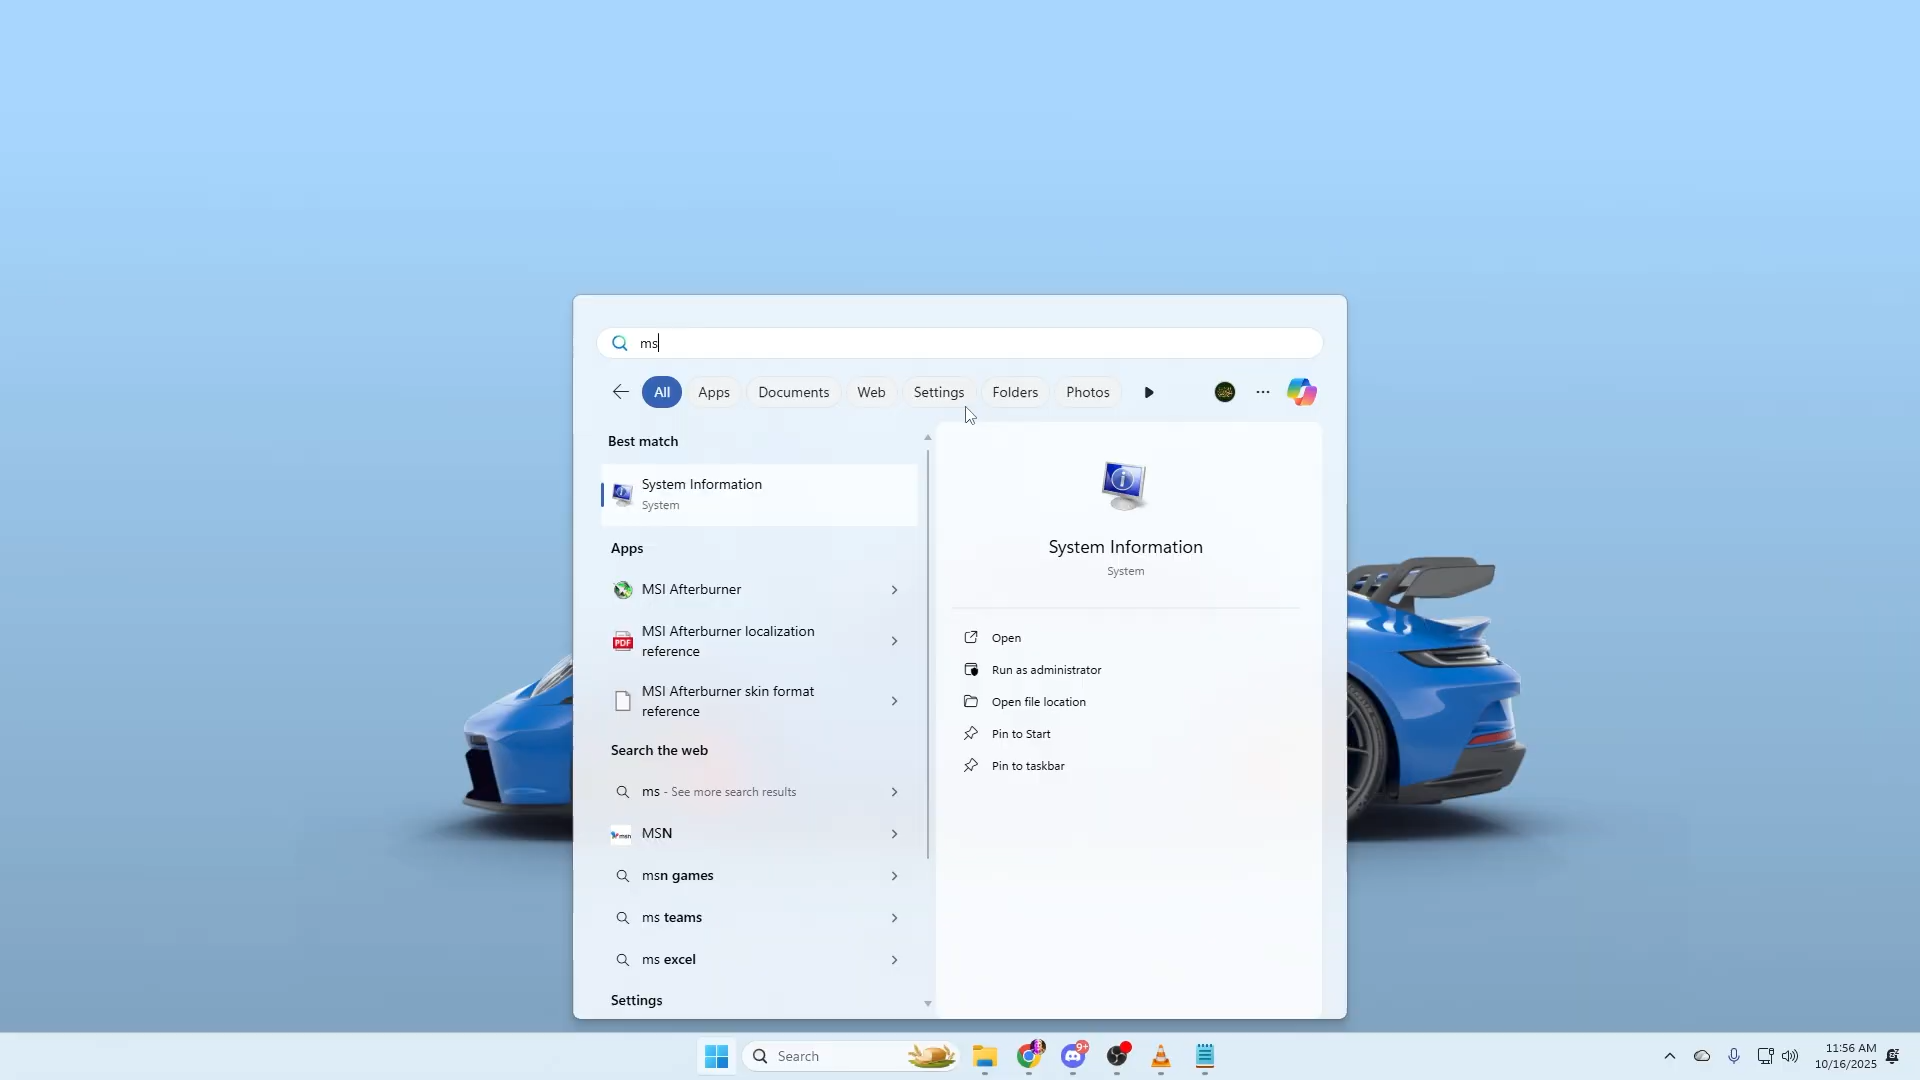 ms
All
Apps
Documents
Web
Settings
Folders
Photos
Best match
System Information
System
Apps
MSI Afterburner
PDF
MSI Afterburner localization
reference
MSI Afterburner skin format
reference
Search the web
ms - See more search results
msn
MSN
msn games
ms teams
ms excel
Settings
System Information
System
Open
Run as administrator
Open file location
Pin to Start
Pin to taskbar
Search
9+
11:56 AM
10/16/2025